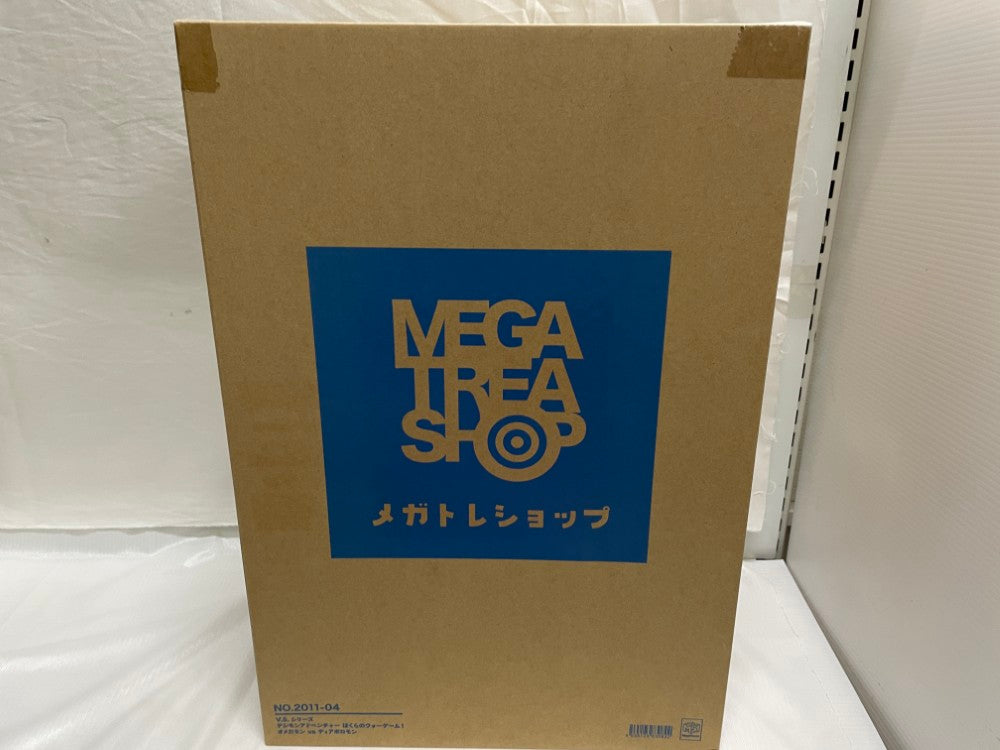 MEGA
TREA
SHOP
メガトレショップ
NO.2011-04
V.S. シリーズ
デジモンアドベンチャー ぼくらのウォーゲーム！
オメガモン vs ディアボロモン